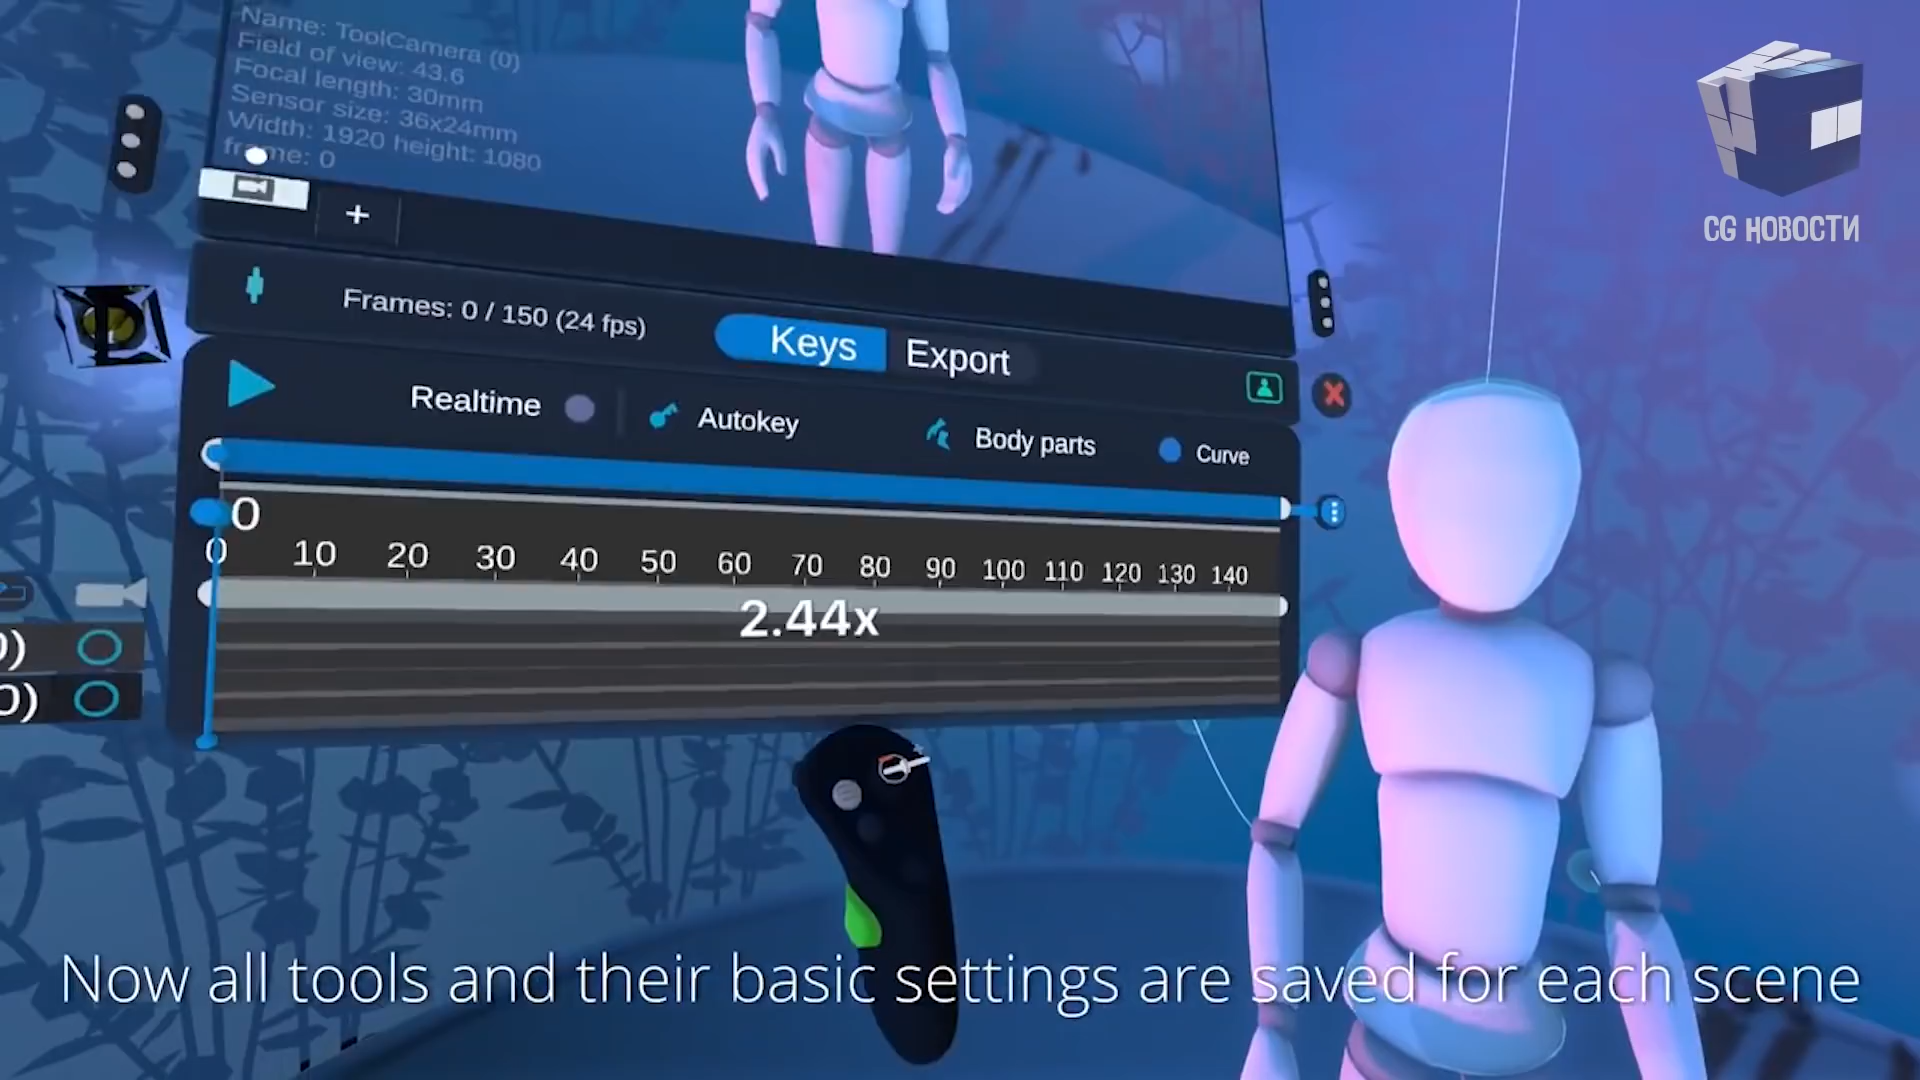 Name: ToolCamera (0)
Field of view: 43.6
Focal length: 30mm
Sensor size: 36x24mm
Width: 1920 height: 1080
frame: 0
CG НОВОСТИ
+
Frames: 0 / 150 (24 fps)
Keys
Export
Realtime
Autokey
Body parts
Curve
0
0 10 20 30 40 50 60 70 80 90 100 110 120 130 140
2.44x
0)
0)
Now all tools and their basic settings are saved for each scene